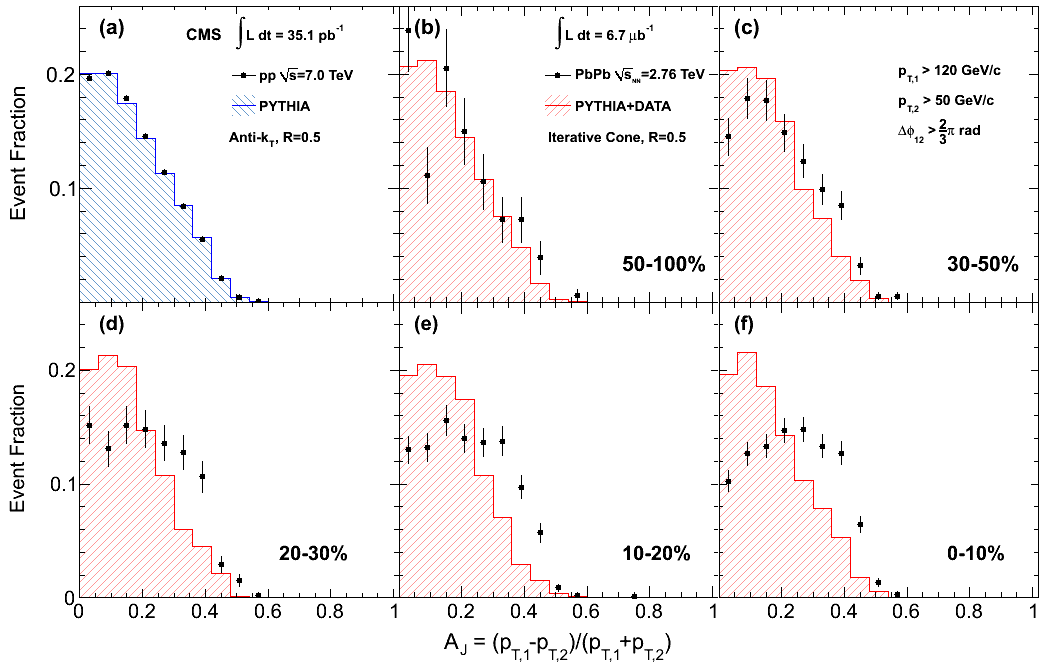 (a)
CMS
∫L dt = 35.1 pb⁻¹
pp √s=7.0 TeV
PYTHIA
Anti-k_T, R=0.5
(b)
∫L dt = 6.7 μb⁻¹
PbPb √s_NN=2.76 TeV
PYTHIA+DATA
Iterative Cone, R=0.5
50-100%
(c)
p_T,1 > 120 GeV/c
p_T,2 > 50 GeV/c
Δϕ_12 > 2/3 π rad
30-50%
Event Fraction
0.2
0.1
(d)
20-30%
(e)
10-20%
(f)
0-10%
Event Fraction
0.2
0.1
0
0.2 0.4 0.6 0.8 1
0.2 0.4 0.6 0.8 1
0.2 0.4 0.6 0.8 1
A_J = (p_T,1-p_T,2)/(p_T,1+p_T,2)